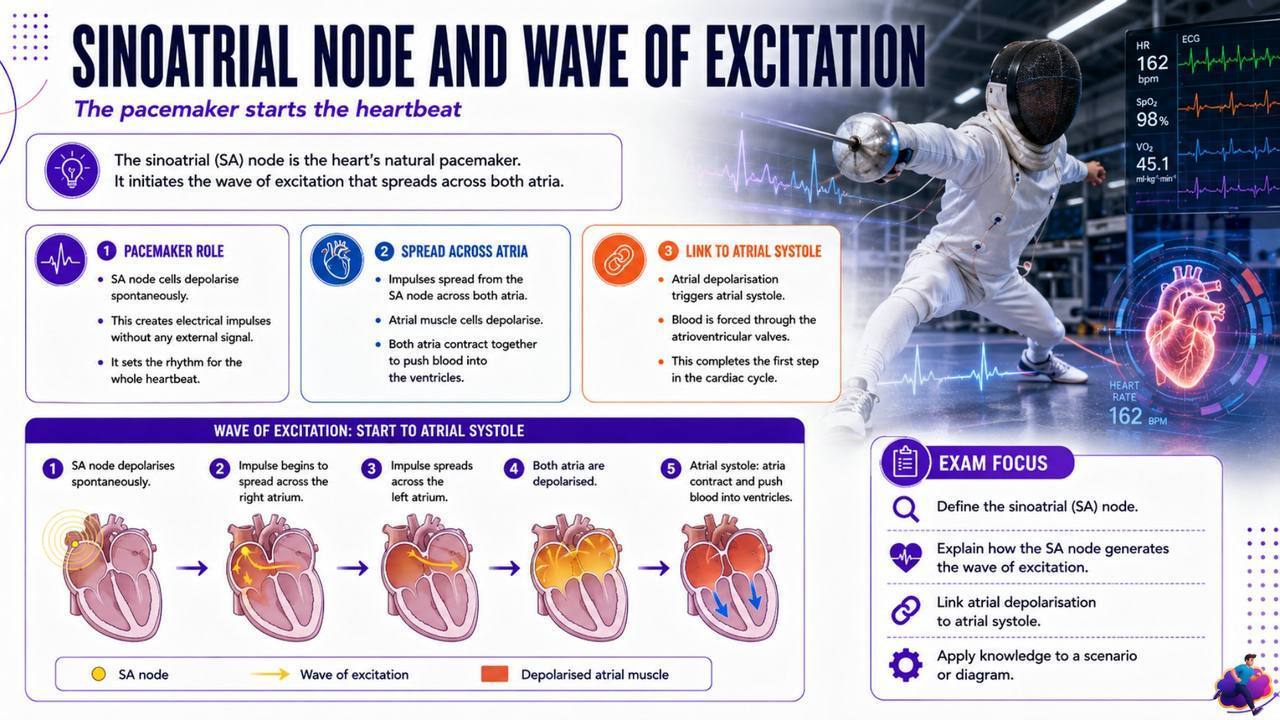 SINOATRIAL NODE AND WAVE OF EXCITATION
The pacemaker starts the heartbeat
The sinoatrial (SA) node is the heart's natural pacemaker.
It initiates the wave of excitation that spreads across both atria.
1 PACEMAKER ROLE
• SA node cells depolarise
spontaneously.
• This creates electrical impulses
without any external signal.
• It sets the rhythm for the
whole heartbeat.
2 SPREAD ACROSS ATRIA
• Impulses spread from the
SA node across both atria.
• Atrial muscle cells depolarise.
• Both atria contract together
to push blood into
the ventricles.
3 LINK TO ATRIAL SYSTOLE
• Atrial depolarisation
triggers atrial systole.
• Blood is forced through the
atrioventricular valves.
• This completes the first step
in the cardiac cycle.
HR
162
bpm
ECG
SpO₂
98%
VO₂
45.1
ml·kg⁻¹·min⁻¹
HEART
RATE
162 BPM
WAVE OF EXCITATION: START TO ATRIAL SYSTOLE
1 SA node depolarises
spontaneously.
2 Impulse begins to
spread across the
right atrium.
3 Impulse spreads
across the
left atrium.
4 Both atria are
depolarised.
5 Atrial systole: atria
contract and push
blood into ventricles.
SA node
Wave of excitation
Depolarised atrial muscle
EXAM FOCUS
Define the sinoatrial (SA) node.
Explain how the SA node generates
the wave of excitation.
Link atrial depolarisation
to atrial systole.
Apply knowledge to a scenario
or diagram.